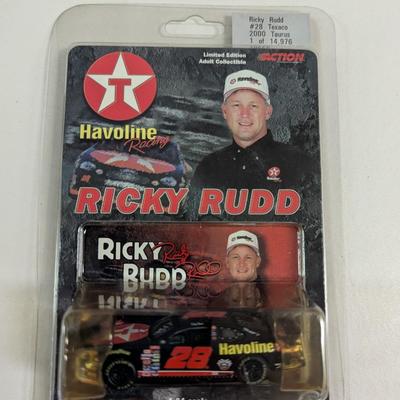 Ricky Rudd
#28 Texaco
2000 Taurus
1 of 14,976
ACTION
Limited Edition
Adult Collectible
T
Havoline
Racing
RICKY RUDD
RICKY
RUDD
28
Havoline